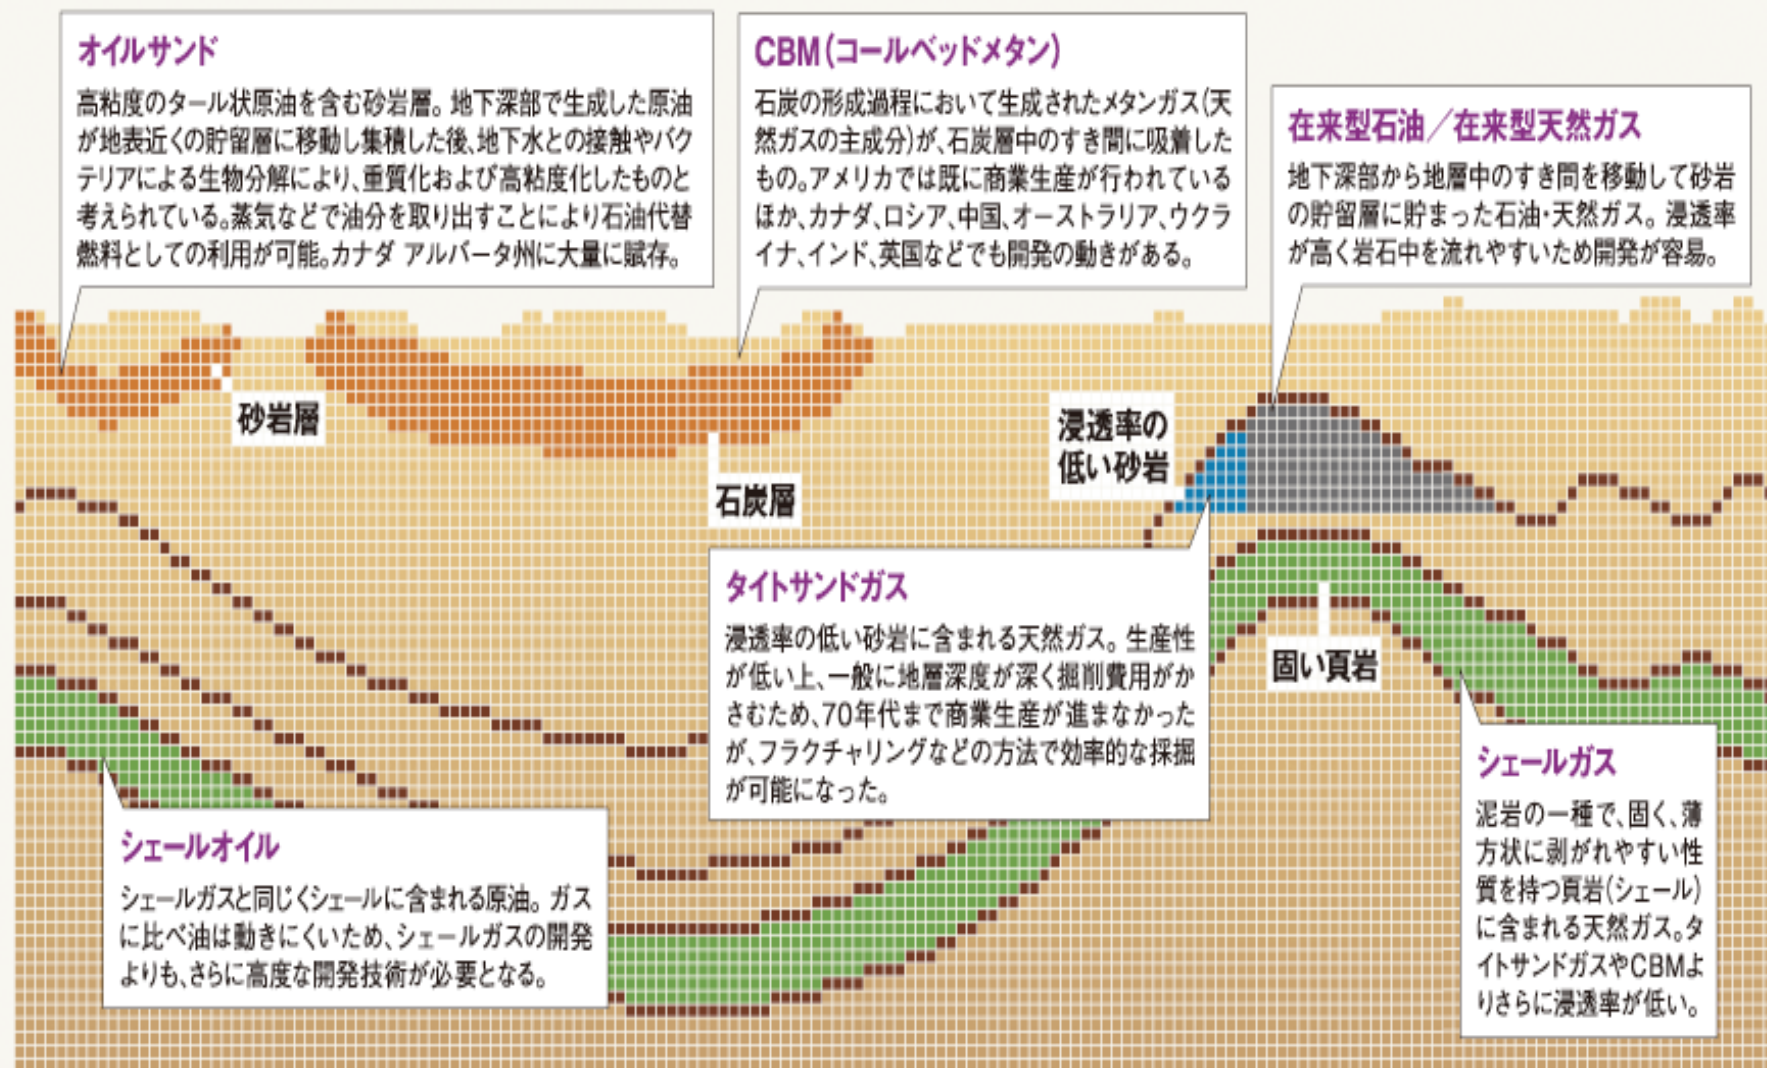 オイルサンド
高粘度のタール状原油を含む砂岩層。地下深部で生成した原油
が地表近くの貯留層に移動し集積した後、地下水との接触やバク
テリアによる生物分解により、重質化および高粘度化したものと
考えられている。蒸気などで油分を取り出すことにより石油代替
燃料としての利用が可能。カナダ アルバータ州に大量に賦存。
CBM(コールベッドメタン)
石炭の形成過程において生成されたメタンガス(天
然ガスの主成分)が、石炭層中のすき間に吸着した
もの。アメリカでは既に商業生産が行われている
ほか、カナダ、ロシア、中国、オーストラリア、ウクラ
イナ、インド、英国などでも開発の動きがある。
在来型石油／在来型天然ガス
地下深部から地層中のすき間を移動して砂岩
の貯留層に貯まった石油・天然ガス。浸透率
が高く岩石中を流れやすいため開発が容易。
砂岩層
石炭層
浸透率の
低い砂岩
タイトサンドガス
浸透率の低い砂岩に含まれる天然ガス。生産性
が低い上、一般に地層深度が深く掘削費用がか
さむため、70年代まで商業生産が進まなかった
が、フラクチャリングなどの方法で効率的な採掘
が可能になった。
固い頁岩
シェールガス
泥岩の一種で、固く、薄
方状に剥がれやすい性
質を持つ頁岩(シェール)
に含まれる天然ガス。タ
イトサンドガスやCBMよ
りさらに浸透率が低い。
シェールオイル
シェールガスと同じくシェールに含まれる原油。ガス
に比べ油は動きにくいため、シェールガスの開発
よりも、さらに高度な開発技術が必要となる。